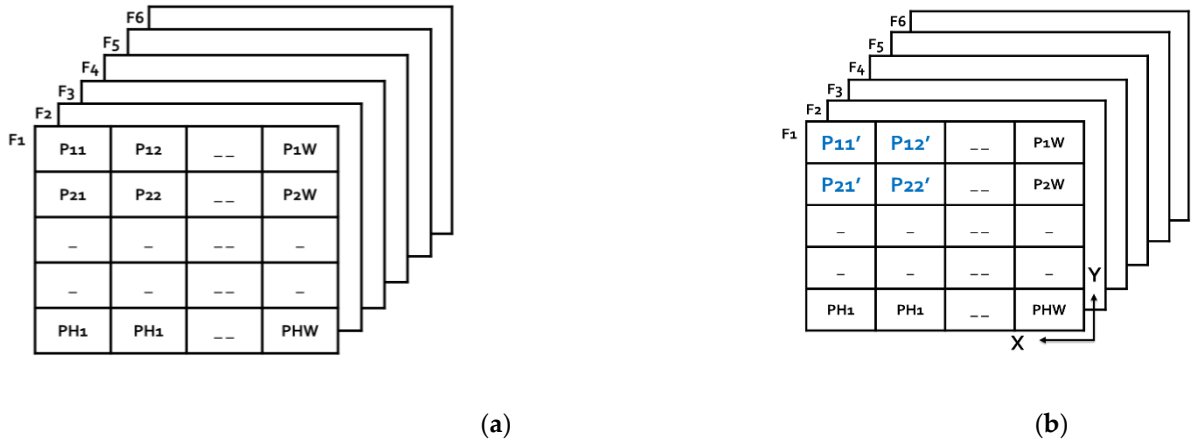 F6
F5
F4
F3
F2
F1
P11 P12 _ _ P1W
P21 P22 _ _ P2W
_ _ _ _ _
_ _ _ _ _
PH1 PH1 _ _ PHW
(a)
F6
F5
F4
F3
F2
F1
P11′ P12′ _ _ P1W
P21′ P22′ _ _ P2W
_ _ _ _ _
_ _ _ _ _
PH1 PH1 _ _ PHW
Y
X
(b)